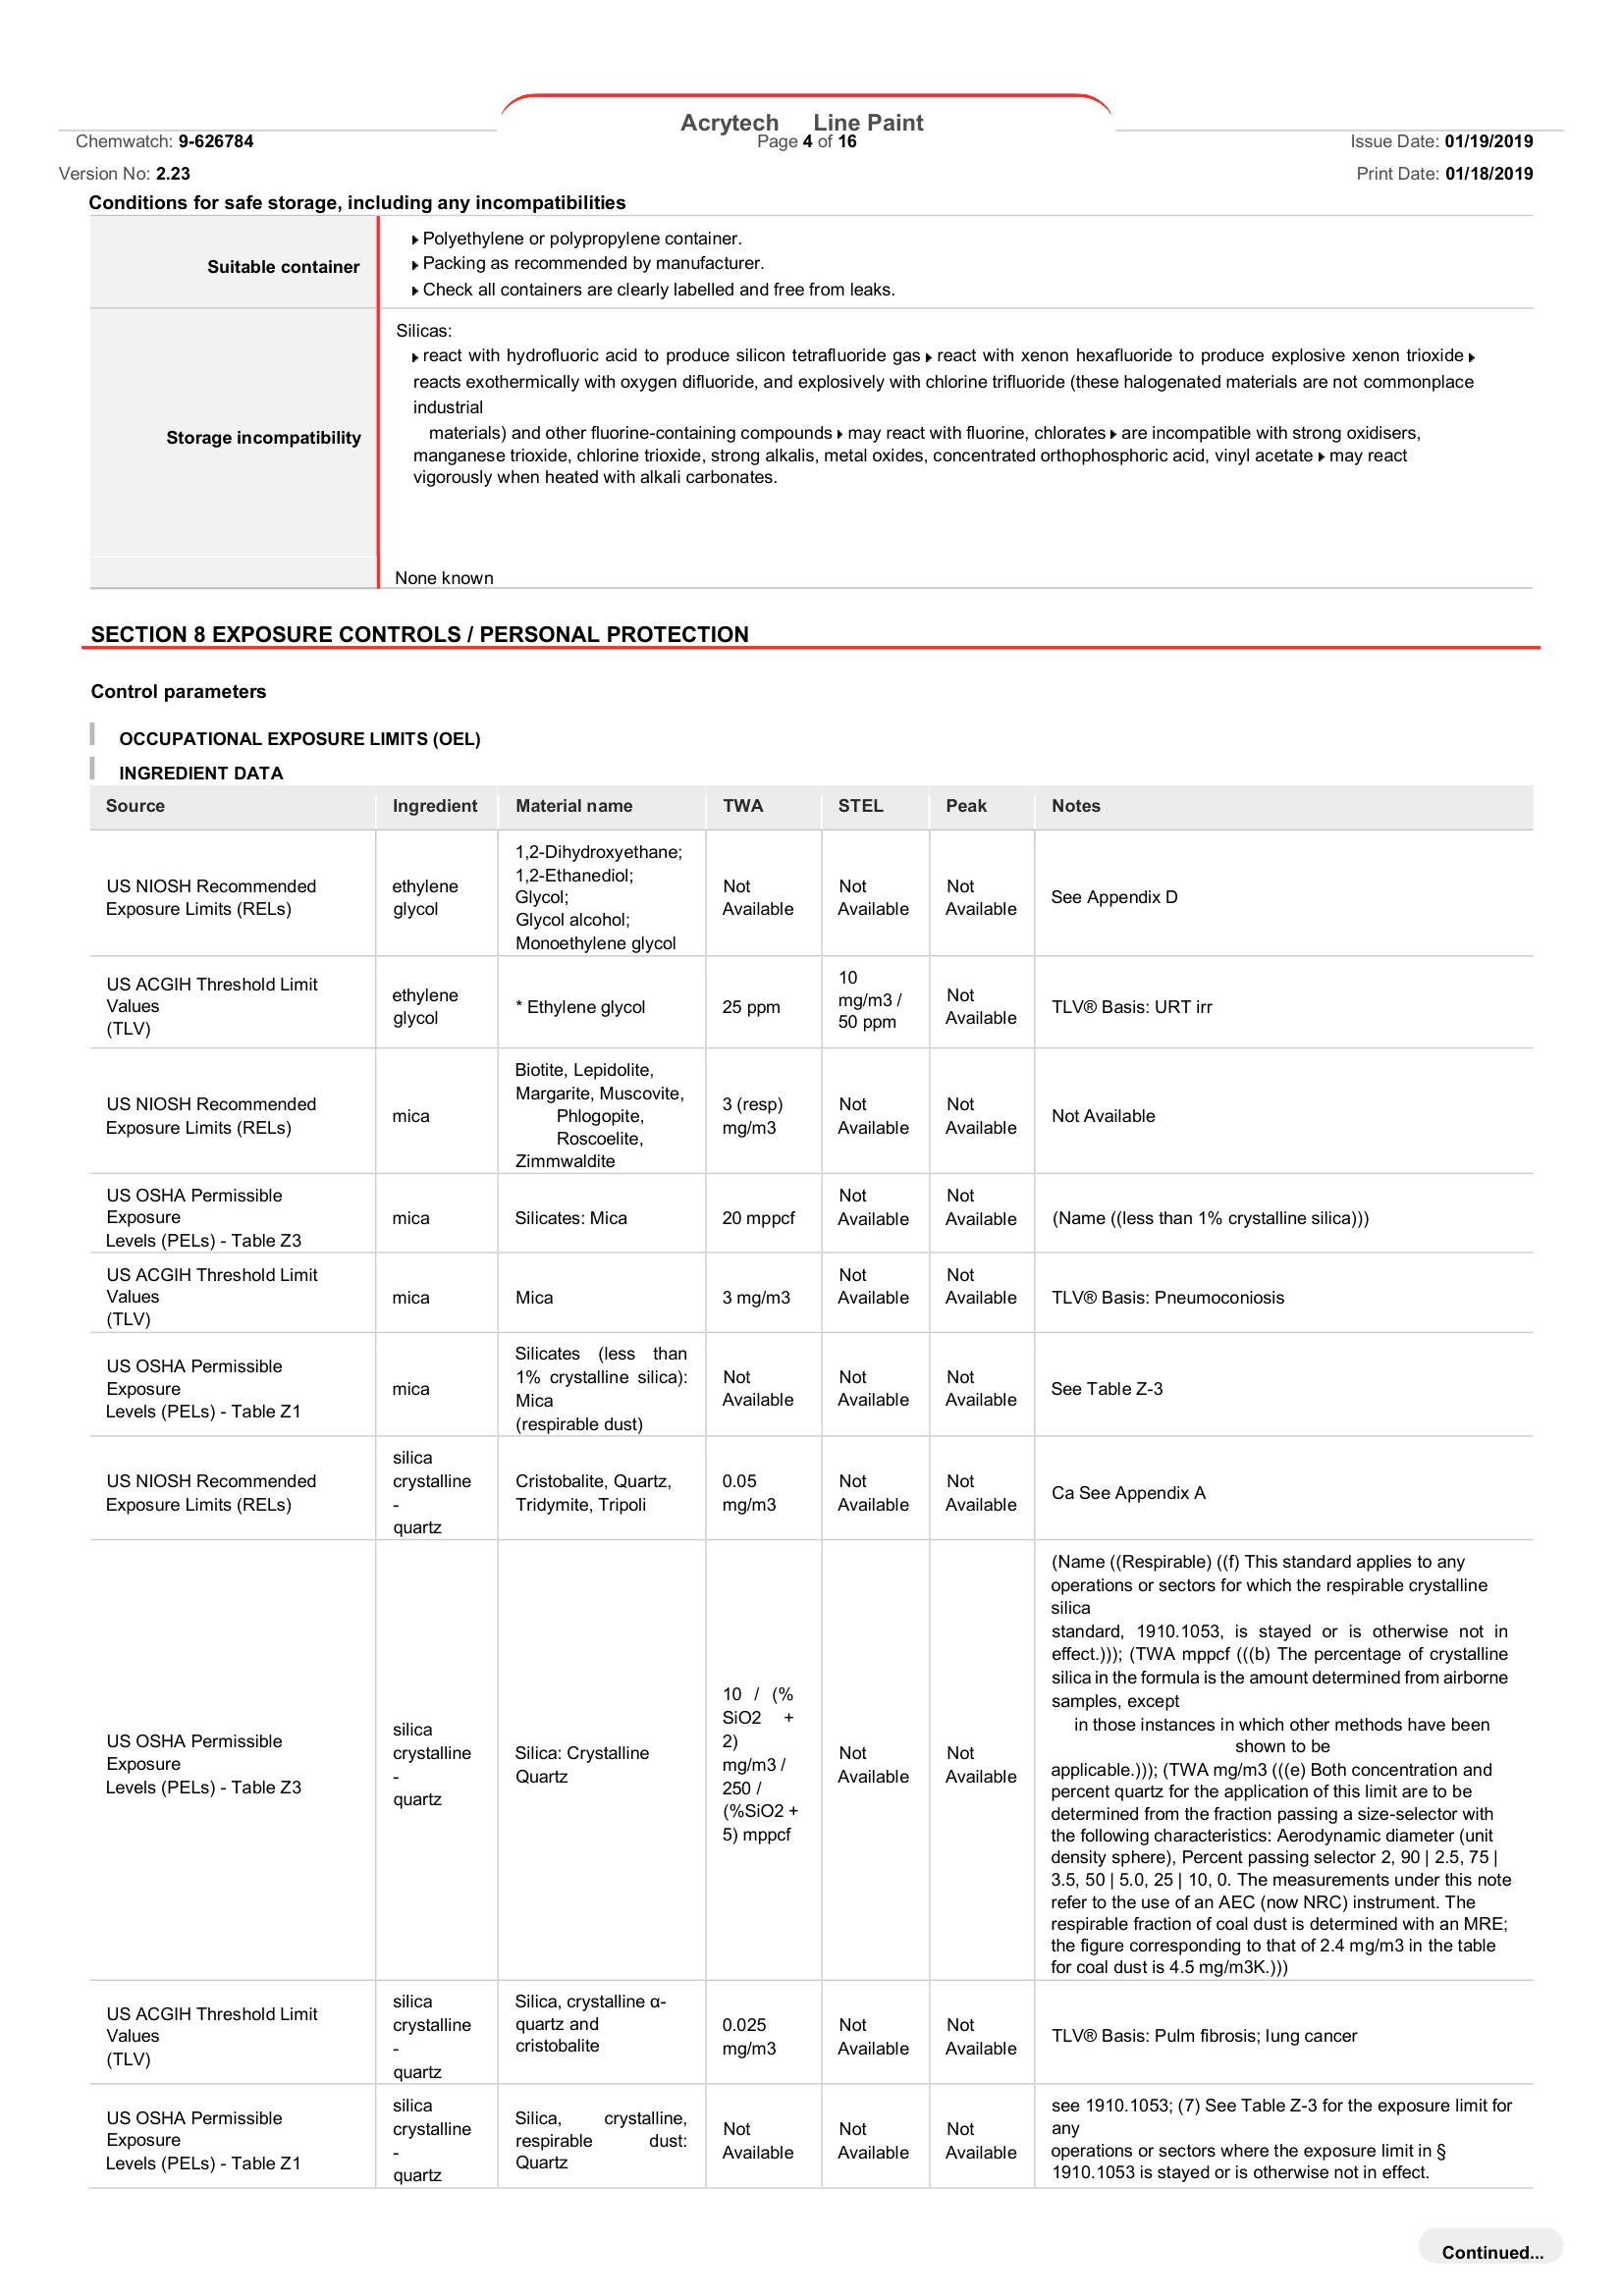 Acrytech Line Paint
Chemwatch: 9-626784
Page 4 of 16
Issue Date: 01/19/2019
Version No: 2.23
Print Date: 01/18/2019
Conditions for safe storage, including any incompatibilities
Suitable container
Polyethylene or polypropylene container.
Packing as recommended by manufacturer.
Check all containers are clearly labelled and free from leaks.
Storage incompatibility
Silicas:
react with hydrofluoric acid to produce silicon tetrafluoride gas react with xenon hexafluoride to produce explosive xenon trioxide
reacts exothermically with oxygen difluoride, and explosively with chlorine trifluoride (these halogenated materials are not commonplace
industrial
materials) and other fluorine-containing compounds may react with fluorine, chlorates are incompatible with strong oxidisers,
manganese trioxide, chlorine trioxide, strong alkalis, metal oxides, concentrated orthophosphoric acid, vinyl acetate may react
vigorously when heated with alkali carbonates.
None known
SECTION 8 EXPOSURE CONTROLS / PERSONAL PROTECTION
Control parameters
OCCUPATIONAL EXPOSURE LIMITS (OEL)
INGREDIENT DATA
Source
Ingredient
Material name
TWA
STEL
Peak
Notes
US NIOSH Recommended
Exposure Limits (RELs)
ethylene
glycol
1,2-Dihydroxyethane;
1,2-Ethanediol;
Glycol;
Glycol alcohol;
Monoethylene glycol
Not
Available
Not
Available
Not
Available
See Appendix D
US ACGIH Threshold Limit
Values
(TLV)
ethylene
glycol
* Ethylene glycol
25 ppm
10
mg/m3 /
50 ppm
Not
Available
TLV® Basis: URT irr
US NIOSH Recommended
Exposure Limits (RELs)
mica
Biotite, Lepidolite,
Margarite, Muscovite,
Phlogopite,
Roscoelite,
Zimmwaldite
3 (resp)
mg/m3
Not
Available
Not
Available
Not Available
US OSHA Permissible
Exposure
Levels (PELs) - Table Z3
mica
Silicates: Mica
20 mppcf
Not
Available
Not
Available
(Name ((less than 1% crystalline silica)))
US ACGIH Threshold Limit
Values
(TLV)
mica
Mica
3 mg/m3
Not
Available
Not
Available
TLV® Basis: Pneumoconiosis
US OSHA Permissible
Exposure
Levels (PELs) - Table Z1
mica
Silicates (less than
1% crystalline silica):
Mica
(respirable dust)
Not
Available
Not
Available
Not
Available
See Table Z-3
US NIOSH Recommended
Exposure Limits (RELs)
silica
crystalline
-
quartz
Cristobalite, Quartz,
Tridymite, Tripoli
0.05
mg/m3
Not
Available
Not
Available
Ca See Appendix A
US OSHA Permissible
Exposure
Levels (PELs) - Table Z3
silica
crystalline
-
quartz
Silica: Crystalline
Quartz
10 / (%
SiO2 +
2)
mg/m3 /
250 /
(%SiO2 +
5) mppcf
Not
Available
Not
Available
(Name ((Respirable) ((f) This standard applies to any
operations or sectors for which the respirable crystalline
silica
standard, 1910.1053, is stayed or is otherwise not in
effect.))); (TWA mppcf (((b) The percentage of crystalline
silica in the formula is the amount determined from airborne
samples, except
in those instances in which other methods have been
shown to be
applicable.))); (TWA mg/m3 (((e) Both concentration and
percent quartz for the application of this limit are to be
determined from the fraction passing a size-selector with
the following characteristics: Aerodynamic diameter (unit
density sphere), Percent passing selector 2, 90 | 2.5, 75 |
3.5, 50 | 5.0, 25 | 10, 0. The measurements under this note
refer to the use of an AEC (now NRC) instrument. The
respirable fraction of coal dust is determined with an MRE;
the figure corresponding to that of 2.4 mg/m3 in the table
for coal dust is 4.5 mg/m3K.)))
US ACGIH Threshold Limit
Values
(TLV)
silica
crystalline
-
quartz
Silica, crystalline α-
quartz and
cristobalite
0.025
mg/m3
Not
Available
Not
Available
TLV® Basis: Pulm fibrosis; lung cancer
US OSHA Permissible
Exposure
Levels (PELs) - Table Z1
silica
crystalline
-
quartz
Silica, crystalline,
respirable dust:
Quartz
Not
Available
Not
Available
Not
Available
see 1910.1053; (7) See Table Z-3 for the exposure limit for
any
operations or sectors where the exposure limit in §
1910.1053 is stayed or is otherwise not in effect.
Continued...